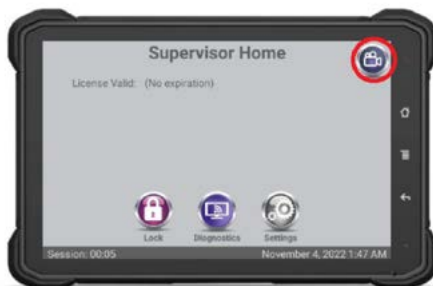 Supervisor Home
License Valid: (No expiration)
Lock Diagnostics Settings
Session: 00:05 November 4, 2022 1:47 AM